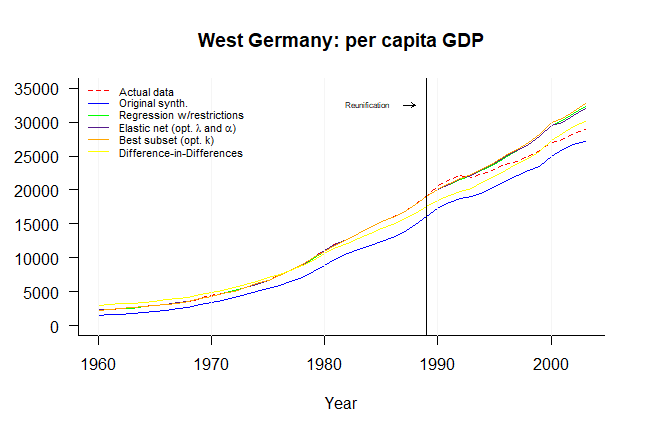 West Germany: per capita GDP
35000
30000
25000
20000
15000
10000
5000
0
Actual data
Original synth.
Regression w/restrictions
Elastic net (opt. λ and α)
Best subset (opt. k)
Difference-in-Differences
Reunification
1960 1970 1980 1990 2000
Year